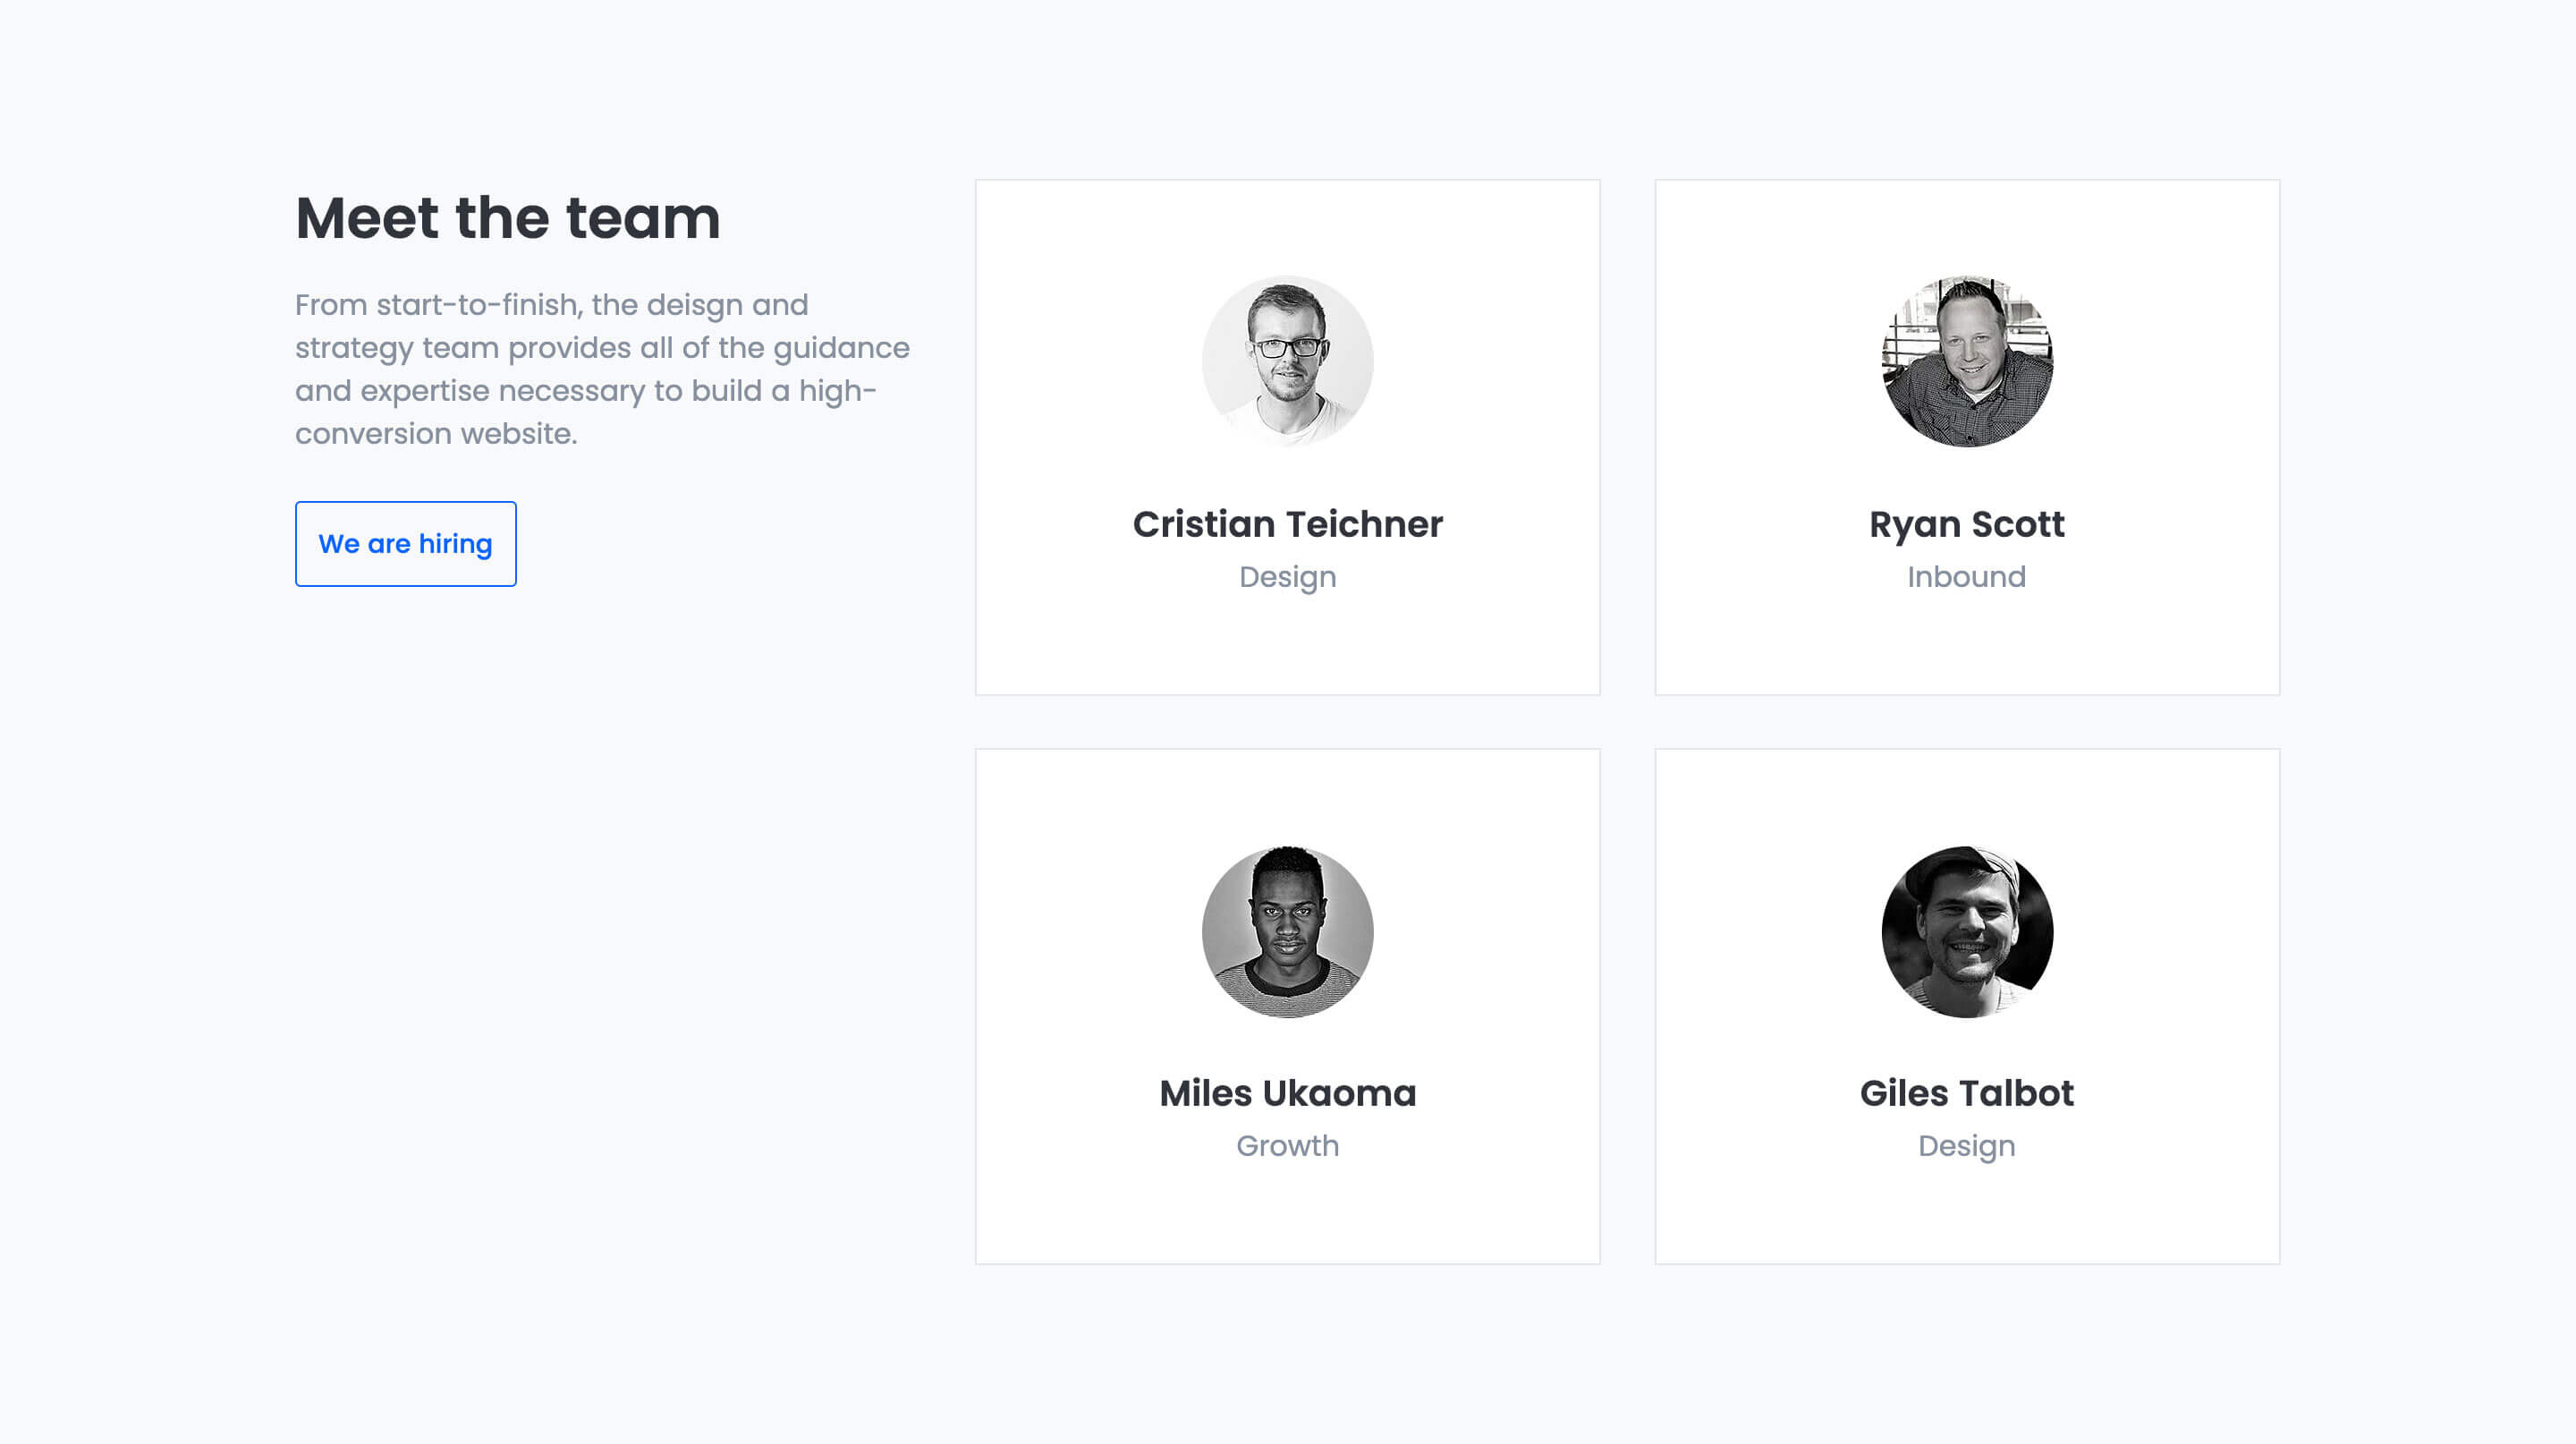 Meet the team
From start-to-finish, the deisgn and
strategy team provides all of the guidance
and expertise necessary to build a high-
conversion website.
We are hiring
Cristian Teichner
Design
Ryan Scott
Inbound
Miles Ukaoma
Growth
Giles Talbot
Design